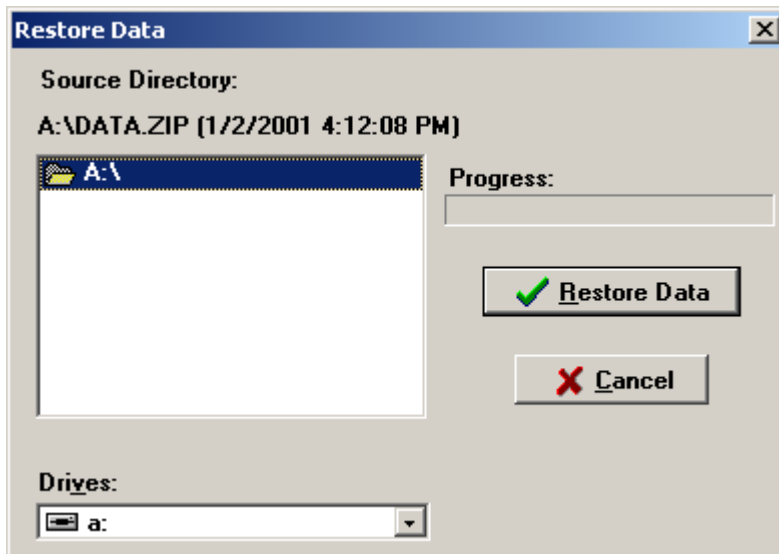 Restore Data
Source Directory:
A:\DATA.ZIP (1/2/2001 4:12:08 PM)
A:\
Progress:
Restore Data
Cancel
Drives:
a: